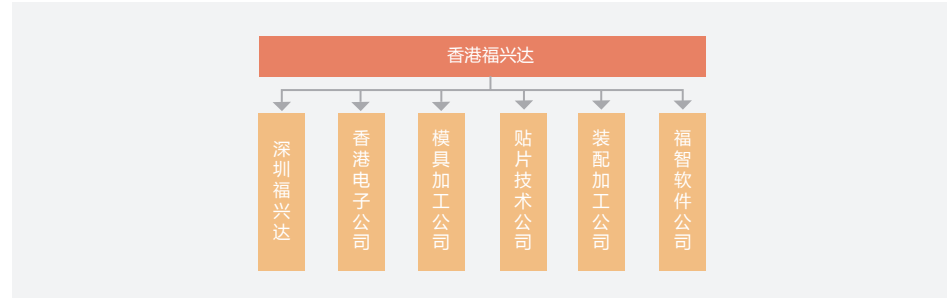 香港福兴达
深圳福兴达
香港电子公司
模具加工公司
贴片技术公司
装配加工公司
福智软件公司